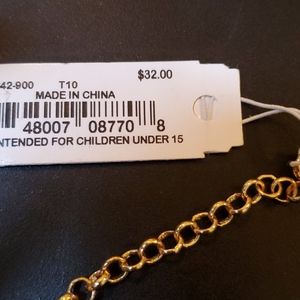 42-900 T10 $32.00
MADE IN CHINA
48007 08770 8
NTENDED FOR CHILDREN UNDER 15